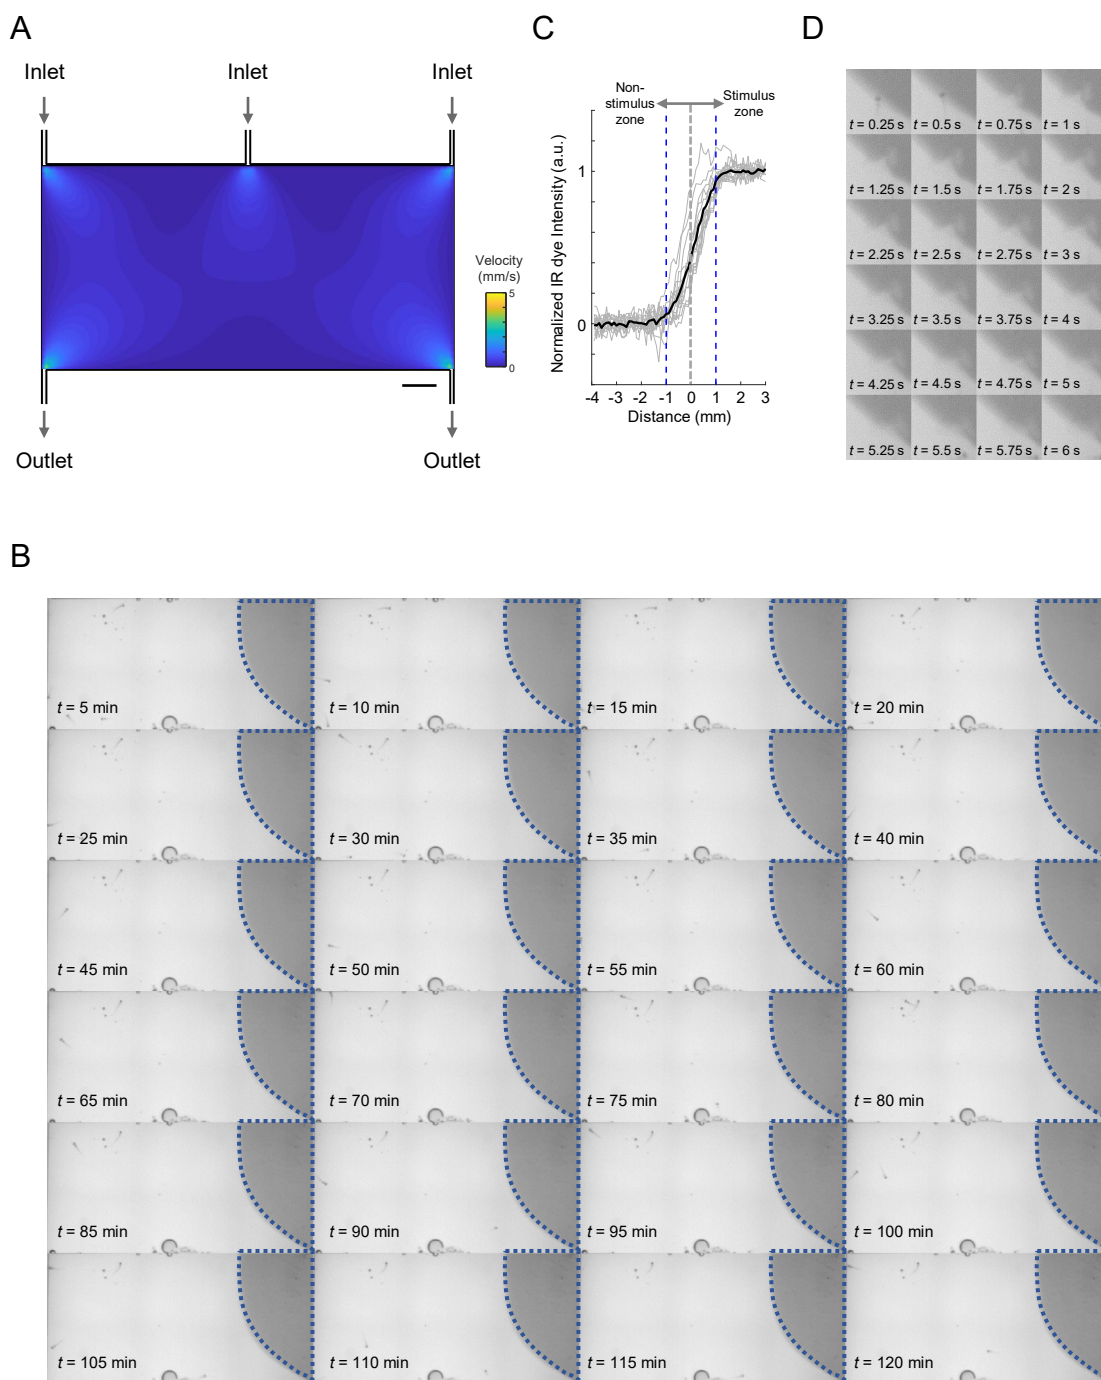 A
Inlet
Inlet
Inlet
Velocity
(mm/s)
5
0
Outlet
Outlet
C
Non-
stimulus
zone
Stimulus
zone
Normalized IR dye Intensity (a.u.)
1
0
-4 -3 -2 -1 0 1 2 3
Distance (mm)
D
t = 0.25 s t = 0.5 s t = 0.75 s t = 1 s
t = 1.25 s t = 1.5 s t = 1.75 s t = 2 s
t = 2.25 s t = 2.5 s t = 2.75 s t = 3 s
t = 3.25 s t = 3.5 s t = 3.75 s t = 4 s
t = 4.25 s t = 4.5 s t = 4.75 s t = 5 s
t = 5.25 s t = 5.5 s t = 5.75 s t = 6 s
B
t = 5 min t = 10 min t = 15 min t = 20 min
t = 25 min t = 30 min t = 35 min t = 40 min
t = 45 min t = 50 min t = 55 min t = 60 min
t = 65 min t = 70 min t = 75 min t = 80 min
t = 85 min t = 90 min t = 95 min t = 100 min
t = 105 min t = 110 min t = 115 min t = 120 min